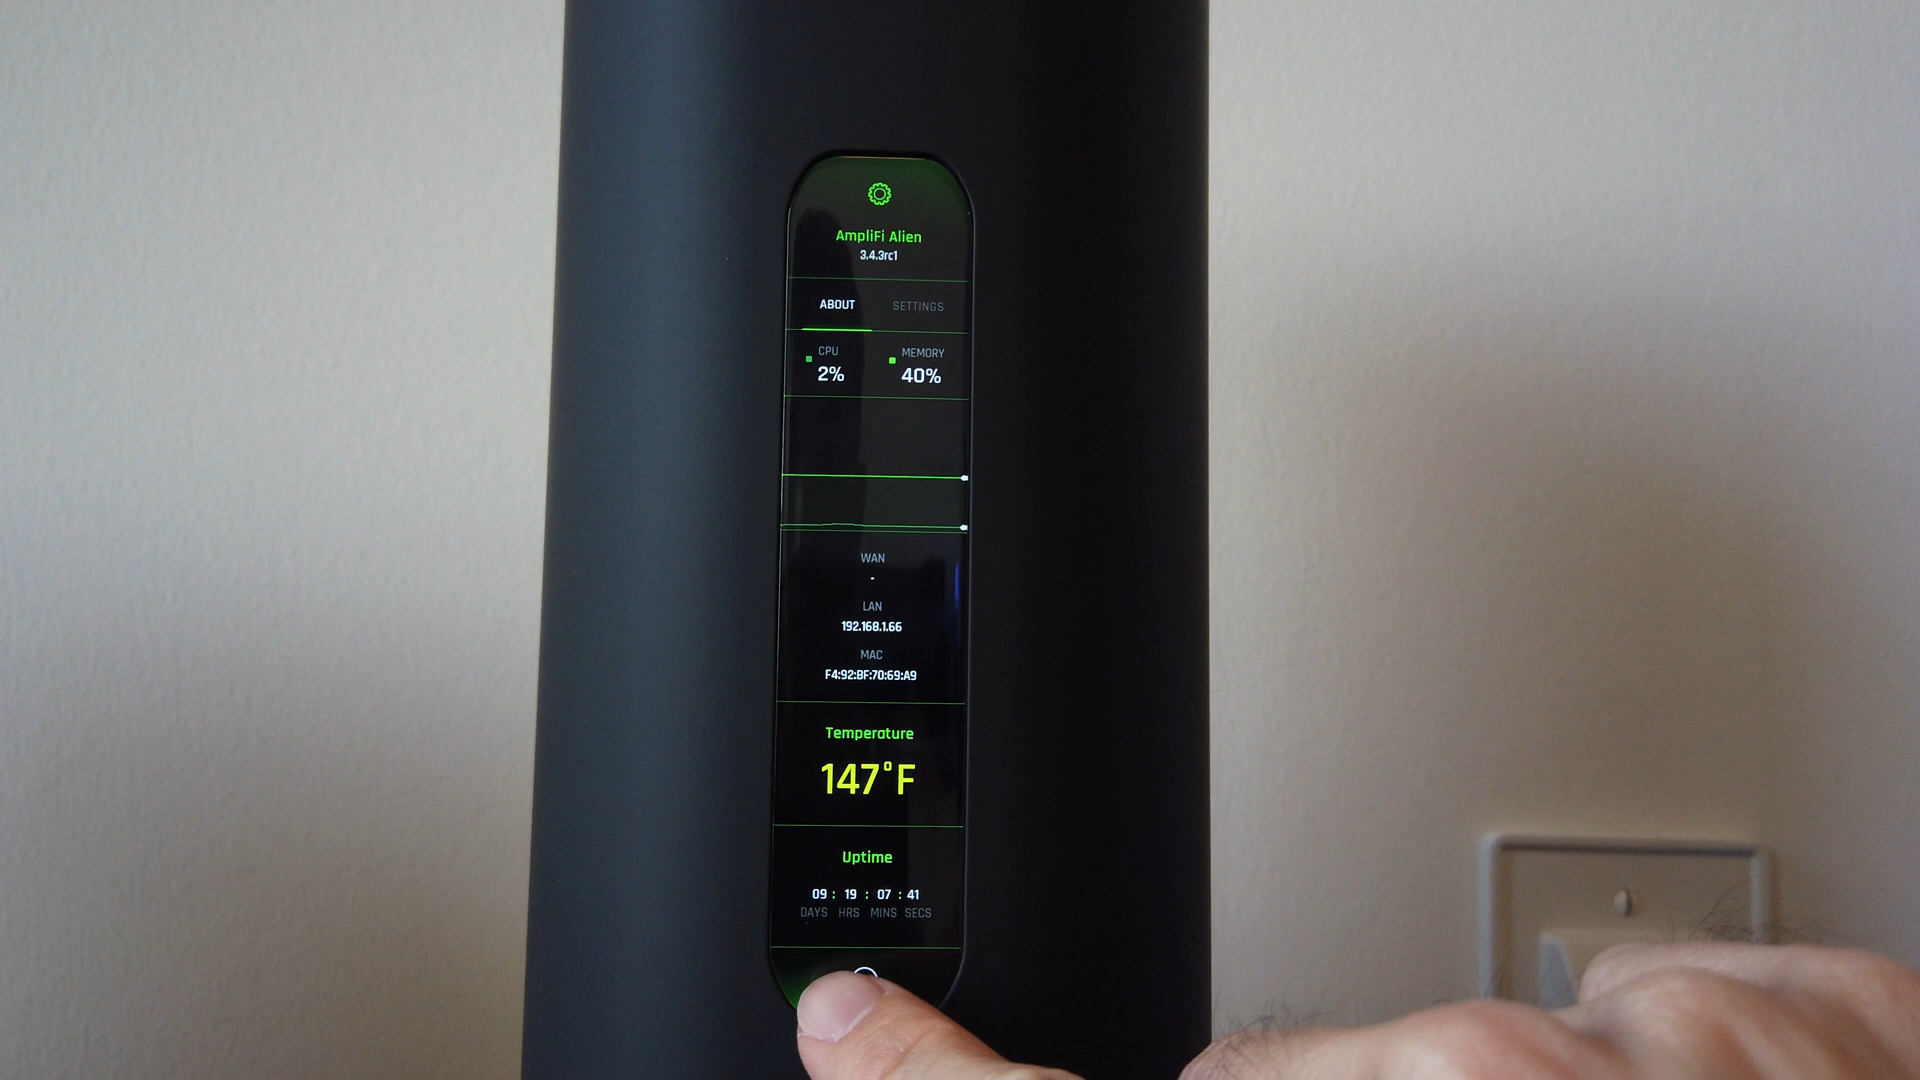 AmpliFi Alien
3.4.3rc1
ABOUT SETTINGS
CPU MEMORY
2% 40%
WAN
-
LAN
192.168.1.66
MAC
F4:92:BF:70:69:A9
Temperature
147°F
Uptime
09 : 19 : 07 : 41
DAYS HRS MINS SECS